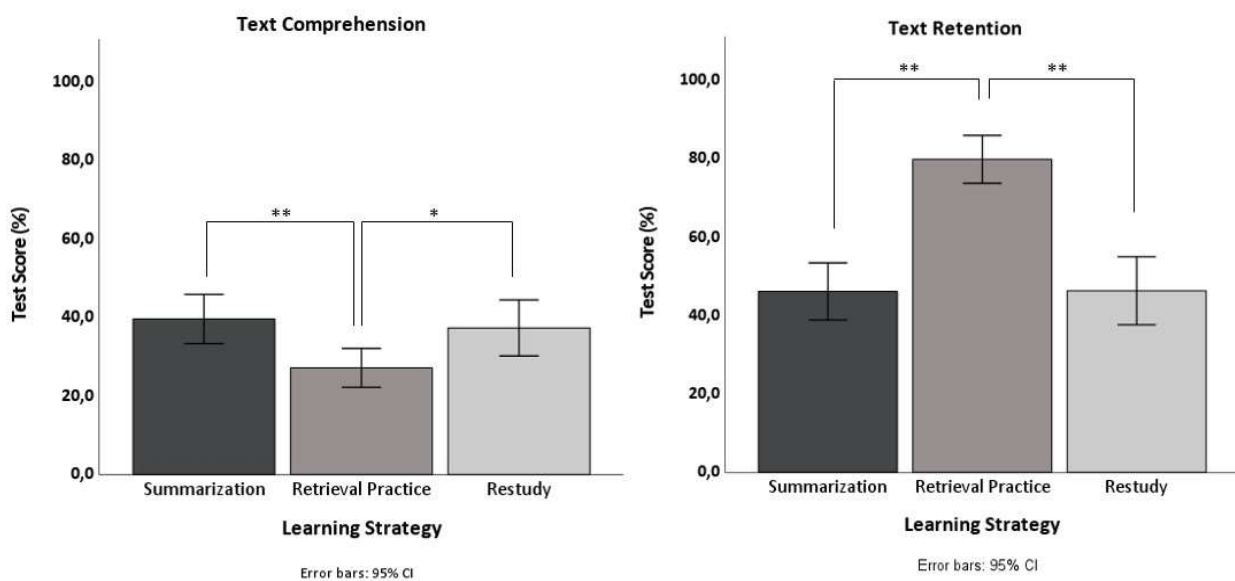 Text Comprehension
100,0
80,0
60,0
40,0
20,0
0,0
Test Score (%)
**
*
Summarization
Retrieval Practice
Restudy
Learning Strategy
Error bars: 95% CI
Text Retention
100,0
80,0
60,0
40,0
20,0
0,0
Test Score (%)
**
**
Summarization
Retrieval Practice
Restudy
Learning Strategy
Error bars: 95% CI